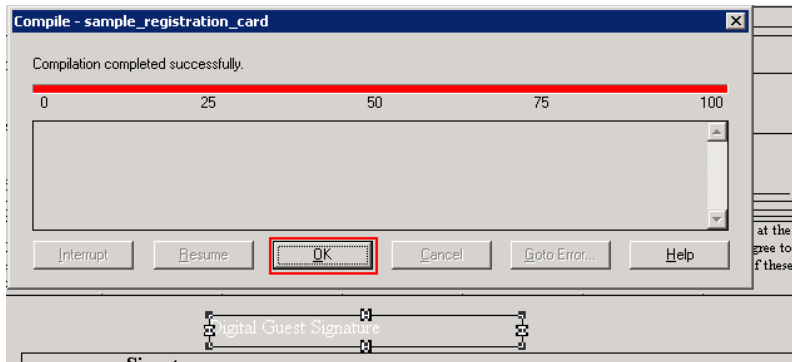 Compile - sample_registration_card
Compilation completed successfully.
0 25 50 75 100
Interrupt Resume OK Cancel Goto Error... Help
at the
gree to
f these
Digital Guest Signature